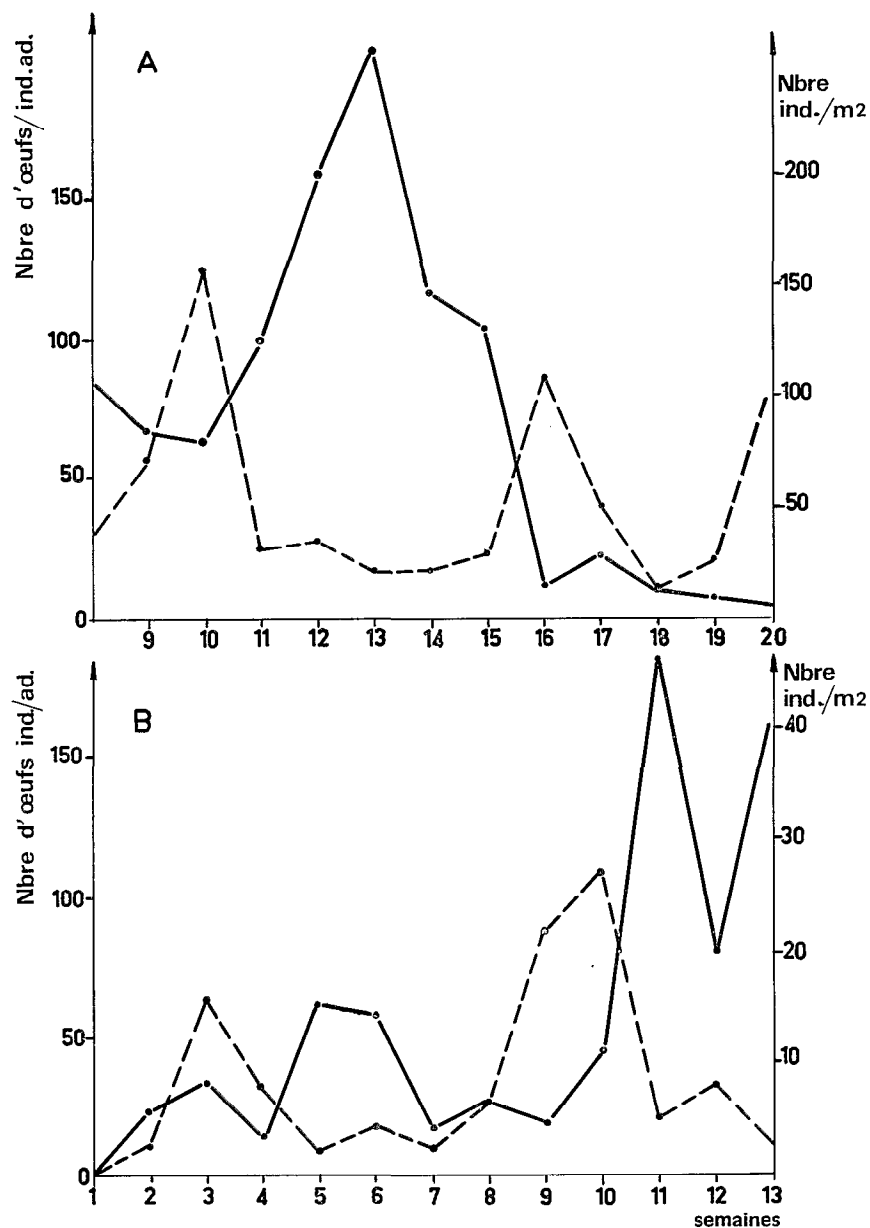 A
Nbre d'œufs/ ind.ad.
Nbre
ind./m2
150
100
50
0
200
150
100
50
9 10 11 12 13 14 15 16 17 18 19 20
B
Nbre d'œufs ind./ad.
Nbre
ind./m2
150
100
50
0
40
30
20
10
1 2 3 4 5 6 7 8 9 10 11 12 13
semaines